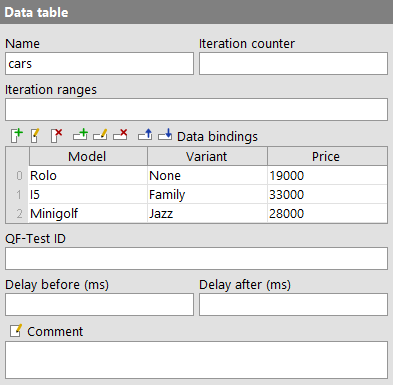 Data table
Name Iteration counter
cars
Iteration ranges
Data bindings
Model Variant Price
0 Rolo None 19000
1 I5 Family 33000
2 Minigolf Jazz 28000
QF-Test ID
Delay before (ms) Delay after (ms)
Comment